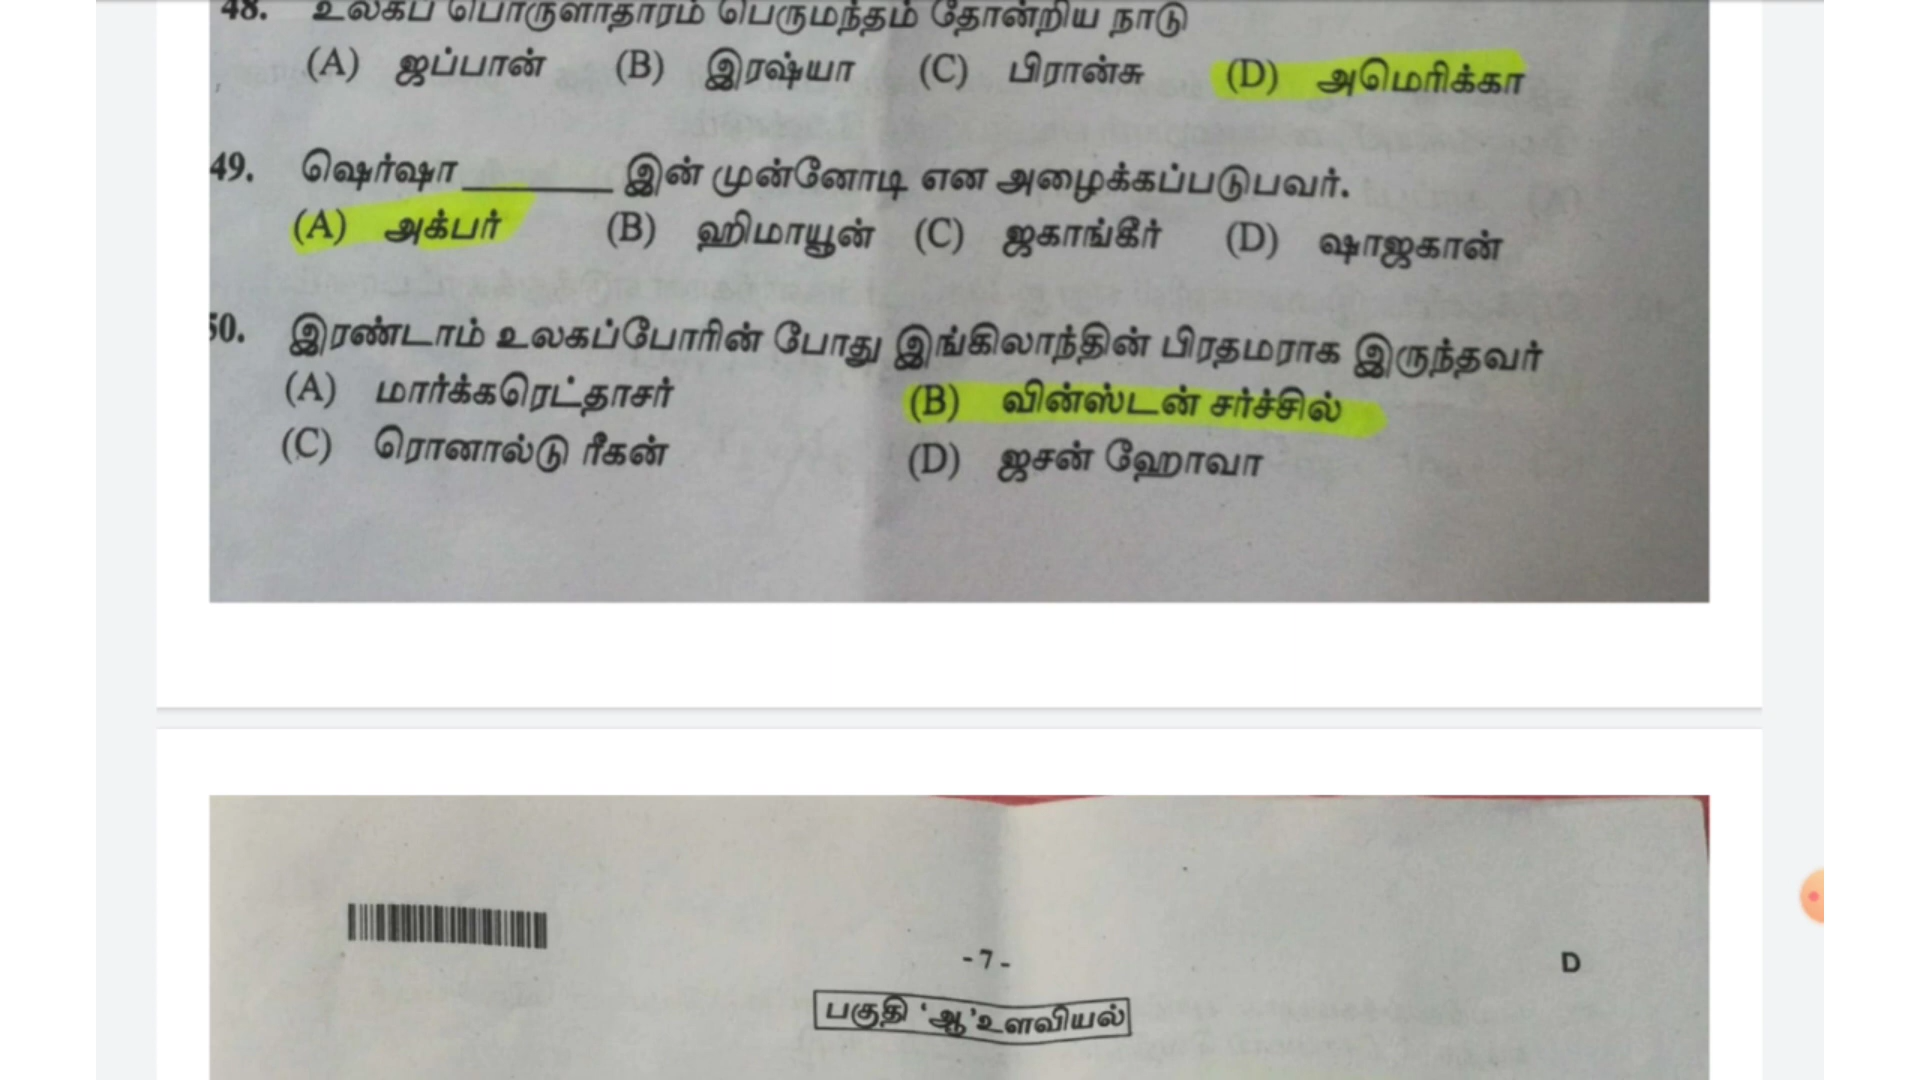 48. உலகப் பொருளாதாரம் பெருமந்தம் தோன்றிய நாடு
(A) ஜப்பான் (B) இரஷ்யா (C) பிரான்சு (D) அமெரிக்கா
49. ஷெர்ஷா ________ இன் முன்னோடி என அழைக்கப்படுபவர்.
(A) அக்பர் (B) ஹிமாயூன் (C) ஜகாங்கீர் (D) ஷாஜகான்
50. இரண்டாம் உலகப்போரின் போது இங்கிலாந்தின் பிரதமராக இருந்தவர்
(A) மார்க்கரெட்தாசர் (B) வின்ஸ்டன் சர்ச்சில்
(C) ரொனால்டு ரீகன் (D) ஜசன் ஹோவா
- 7 - D
பகுதி 'ஆ' உளவியல்